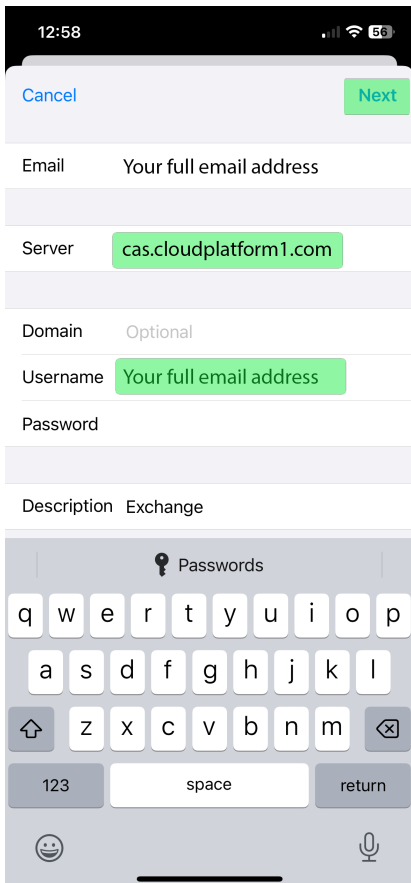 12:58 56
Cancel Next
Email Your full email address
Server cas.cloudplatform1.com
Domain Optional
Username Your full email address
Password
Description Exchange
Passwords
q w e r t y u i o p
a s d f g h j k l
z x c v b n m
123 space return